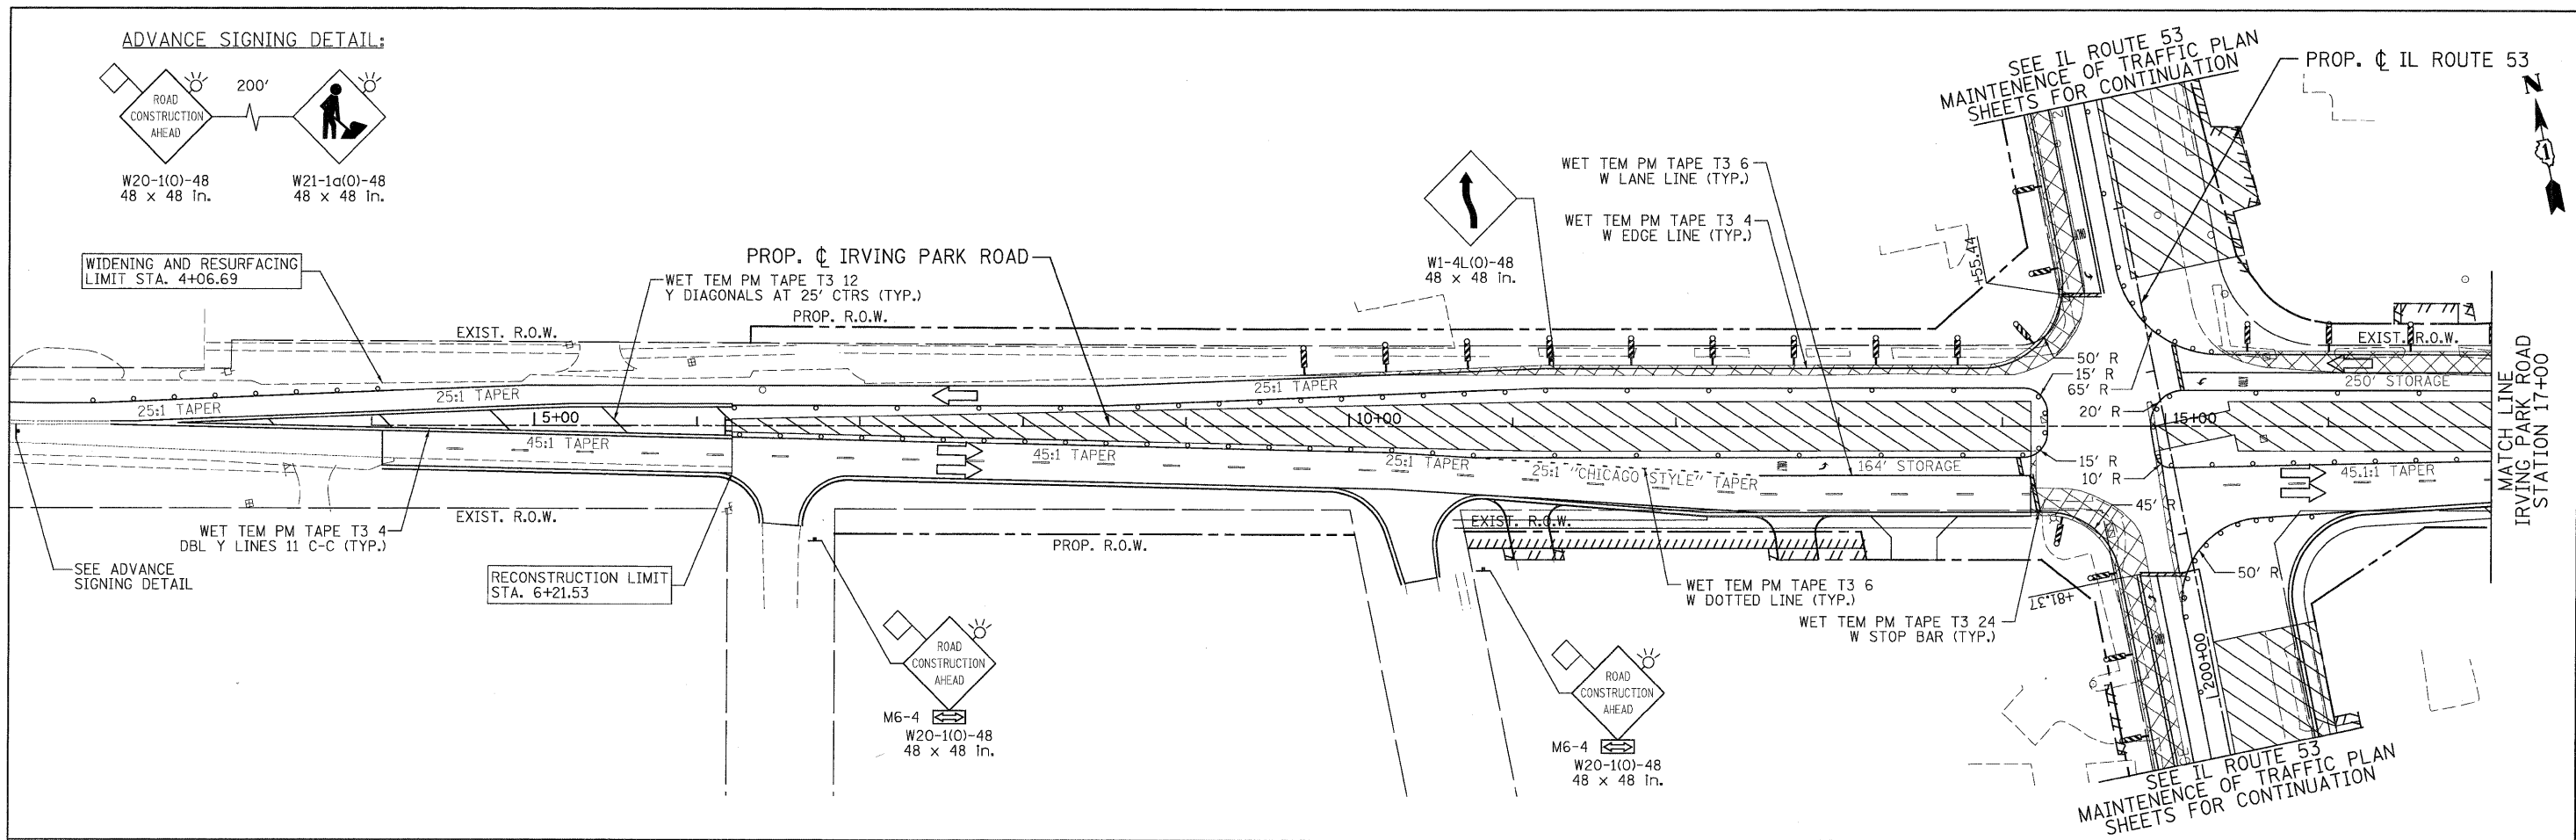 ADVANCE SIGNING DETAIL:
ROAD
CONSTRUCTION
AHEAD
200'
W20-1(O)-48
48 x 48 in.
W21-1a(O)-48
48 x 48 in.
WIDENING AND RESURFACING
LIMIT STA. 4+06.69
PROP. ℄ IRVING PARK ROAD
WET TEM PM TAPE T3 12
Y DIAGONALS AT 25' CTRS (TYP.)
EXIST. R.O.W.
PROP. R.O.W.
W1-4L(O)-48
48 x 48 in.
WET TEM PM TAPE T3 6
W LANE LINE (TYP.)
WET TEM PM TAPE T3 4
W EDGE LINE (TYP.)
SEE IL ROUTE 53
MAINTENENCE OF TRAFFIC PLAN
SHEETS FOR CONTINUATION
PROP. ℄ IL ROUTE 53
N
1
+55.44
EXIST. R.O.W.
50' R
15' R
65' R
20' R
250' STORAGE
25:1 TAPER
25:1 TAPER
25:1 TAPER
5+00
10+00
15+00
45:1 TAPER
45:1 TAPER
25:1 TAPER
25:1 "CHICAGO STYLE" TAPER
164' STORAGE
15' R
10' R
45.1:1 TAPER
45' R
50' R
MATCH LINE
IRVING PARK ROAD
STATION 17+00
EXIST. R.O.W.
EXIST. R.O.W.
PROP. R.O.W.
WET TEM PM TAPE T3 4
DBL Y LINES 11 C-C (TYP.)
SEE ADVANCE
SIGNING DETAIL
RECONSTRUCTION LIMIT
STA. 6+21.53
ROAD
CONSTRUCTION
AHEAD
M6-4
W20-1(O)-48
48 x 48 in.
WET TEM PM TAPE T3 6
W DOTTED LINE (TYP.)
WET TEM PM TAPE T3 24
W STOP BAR (TYP.)
ROAD
CONSTRUCTION
AHEAD
M6-4
W20-1(O)-48
48 x 48 in.
+81.37
200+00
SEE IL ROUTE 53
MAINTENENCE OF TRAFFIC PLAN
SHEETS FOR CONTINUATION